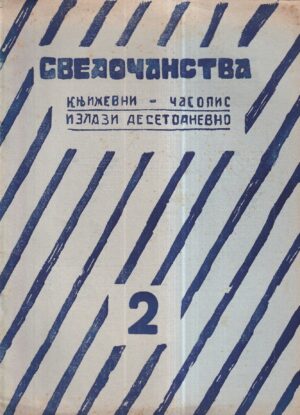 СВЕДОЧАНСТВА
КЊИЖЕВНИ - ЧАСОПИС
ИЗЛАЗИ ДЕСЕТОДНЕВНО
2